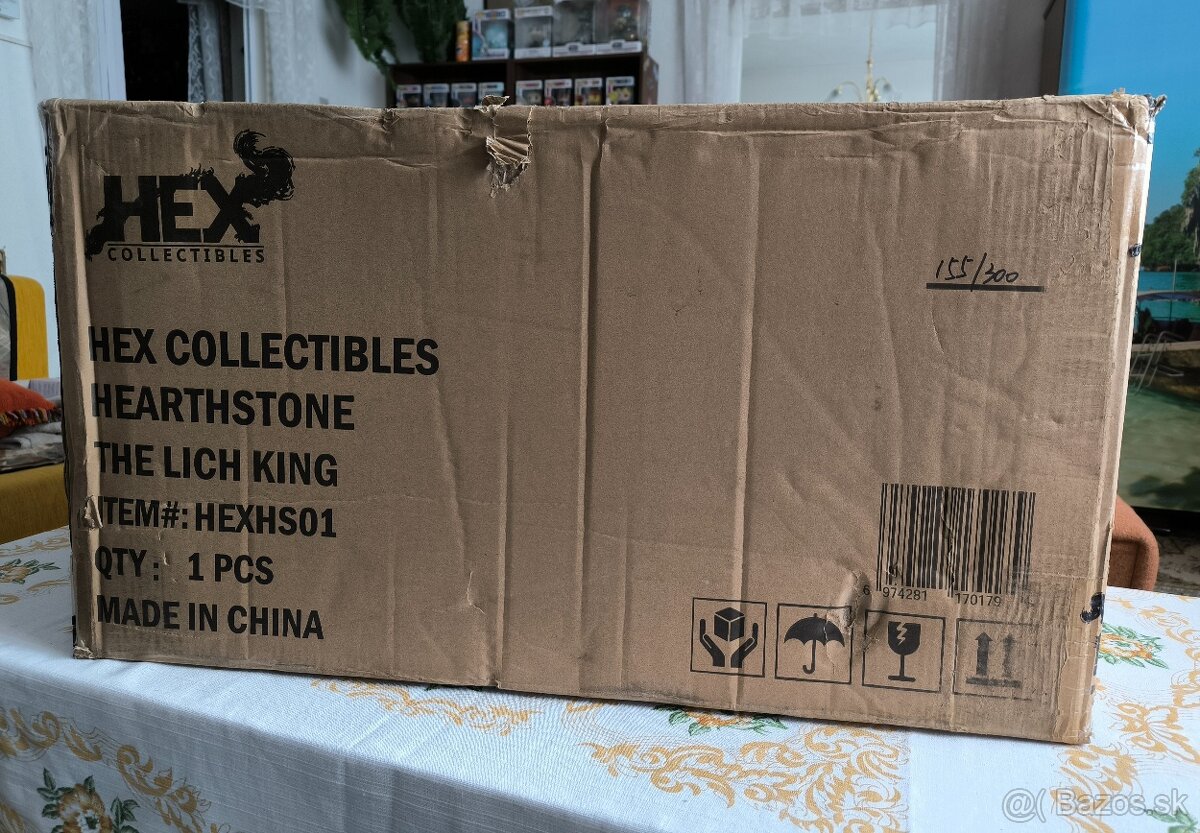 HEX
COLLECTIBLES
155/300
HEX COLLECTIBLES
HEARTHSTONE
THE LICH KING
ITEM#: HEXHS01
QTY: 1 PCS
MADE IN CHINA
6 974281 170179
@( Bazos.sk